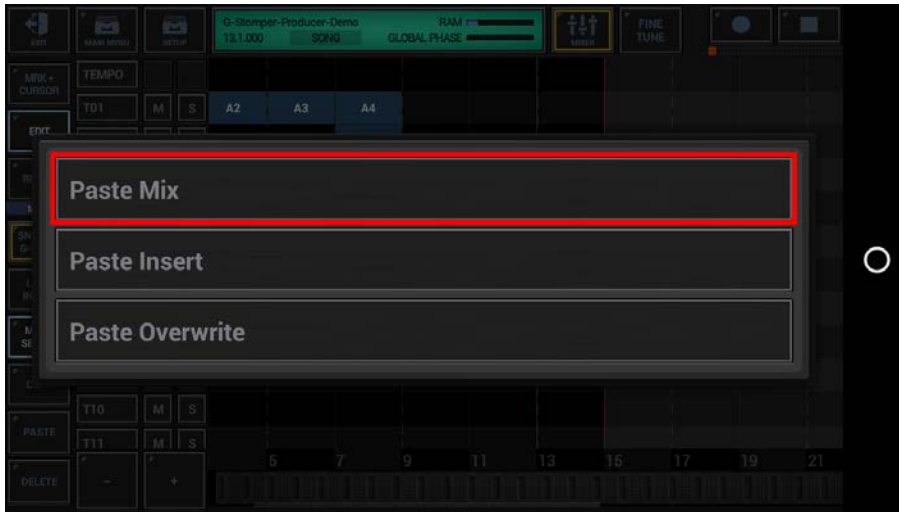 EXIT
MAIN MENU
SETUP
G-Stomper-Producer-Demo RAM
13.1.000 SONG GLOBAL PHASE
MIXER
FINE
TUNE
MRK +
CURSOR
TEMPO
T01 M S A2 A3 A4
EDIT
Paste Mix
Paste Insert
Paste Overwrite
T10 M S
PASTE
T11 M S
5 7 9 11 13 15 17 19 21
DELETE - +